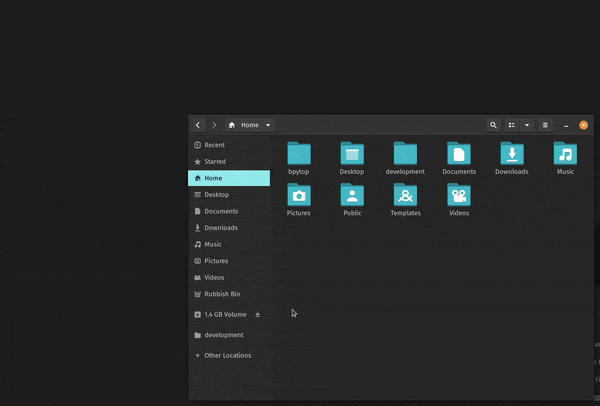 Home
Recent
Starred
Home
Desktop
Documents
Downloads
Music
Pictures
Videos
Rubbish Bin
1.4 GB Volume
development
Other Locations
bpytop Desktop development Documents Downloads Music
Pictures Public Templates Videos